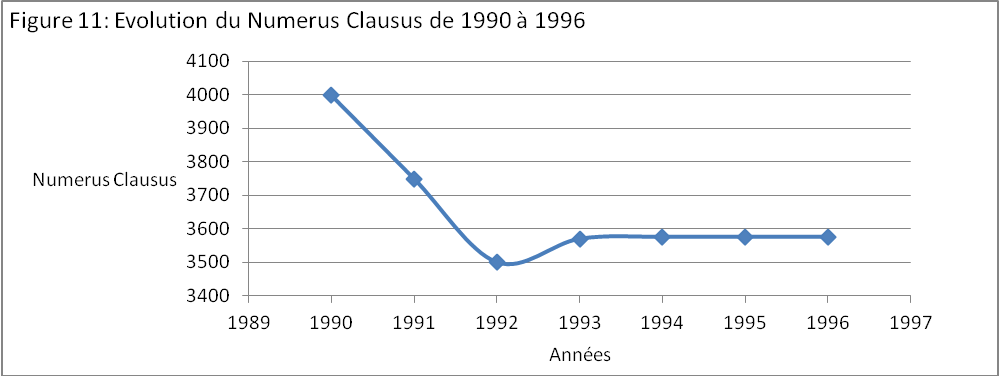 Figure 11: Evolution du Numerus Clausus de 1990 à 1996
4100
4000
3900
3800
3700
3600
3500
3400
Numerus Clausus
1989 1990 1991 1992 1993 1994 1995 1996 1997
Années